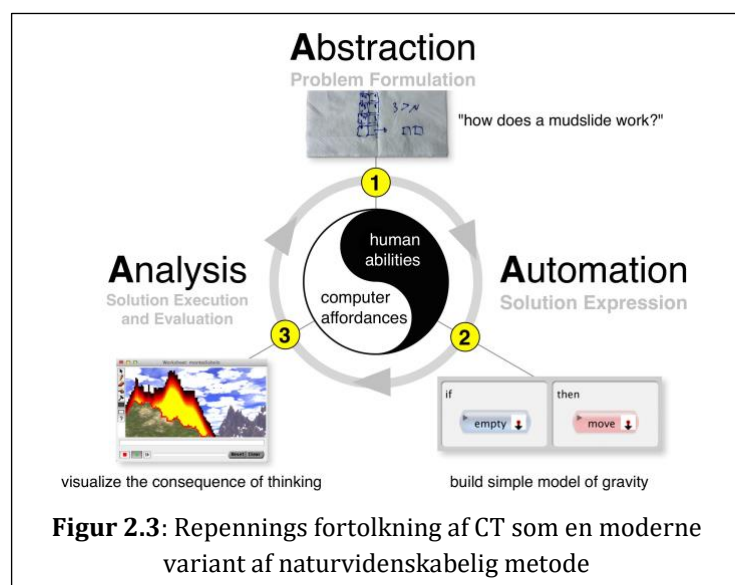 Abstraction
Problem Formulation
"how does a mudslide work?"
1
human
abilities
computer
affordances
Analysis
Solution Execution
and Evaluation
3
Automation
Solution Expression
2
if
empty
then
move
visualize the consequence of thinking
build simple model of gravity
Figur 2.3: Repennings fortolkning af CT som en moderne
variant af naturvidenskabelig metode